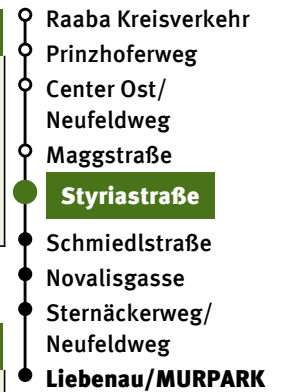 Raaba Kreisverkehr
Prinzhoferweg
Center Ost/
Neufeldweg
Maggstraße
Styriastraße
Schmiedlstraße
Novalisgasse
Sternäckerweg/
Neufeldweg
Liebenau/MURPARK